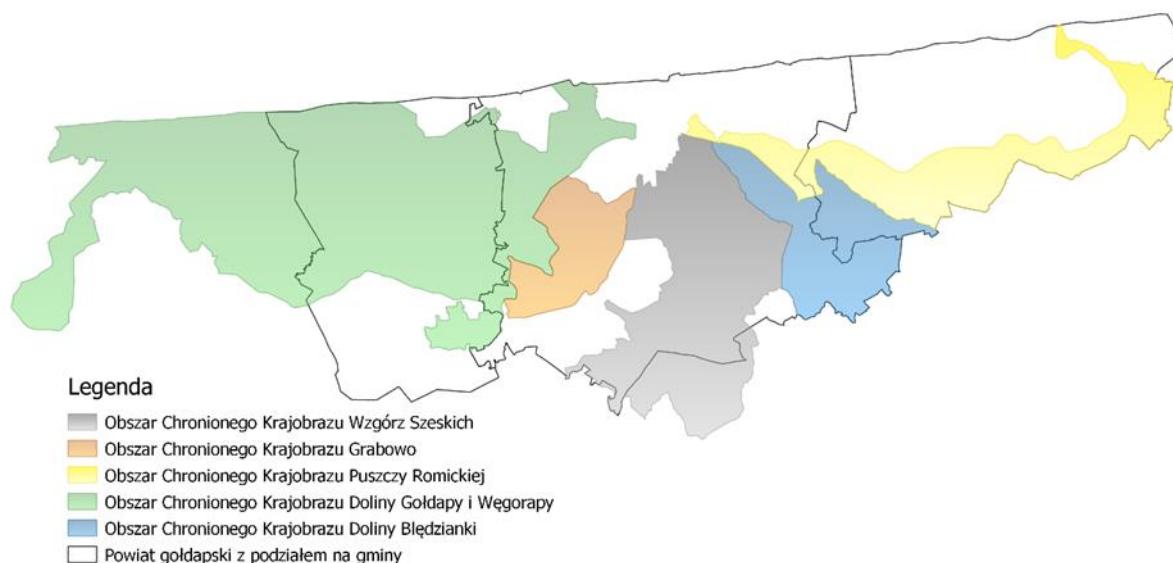 Legenda
Obszar Chronionego Krajobrazu Wzgórz Szeskich
Obszar Chronionego Krajobrazu Grabowo
Obszar Chronionego Krajobrazu Puszczy Romickiej
Obszar Chronionego Krajobrazu Doliny Gołdapy i Węgorapy
Obszar Chronionego Krajobrazu Doliny Błędzianki
Powiat gołdapski z podziałem na gminy